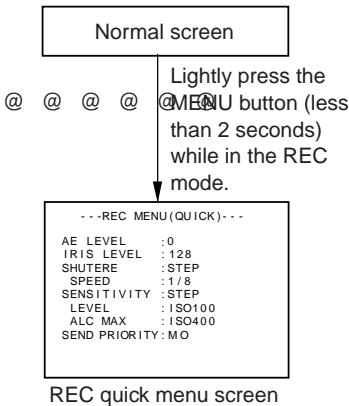 Normal screen
Lightly press the
@ @ @ @ @ @
MENU button (less
than 2 seconds)
while in the REC
mode.
---REC MENU(QUICK)---
AE LEVEL :0
IRIS LEVEL :128
SHUTERE :STEP
SPEED :1/8
SENSITIVITY :STEP
LEVEL :ISO100
ALC MAX :ISO400
SEND PRIORITY:MO
REC quick menu screen